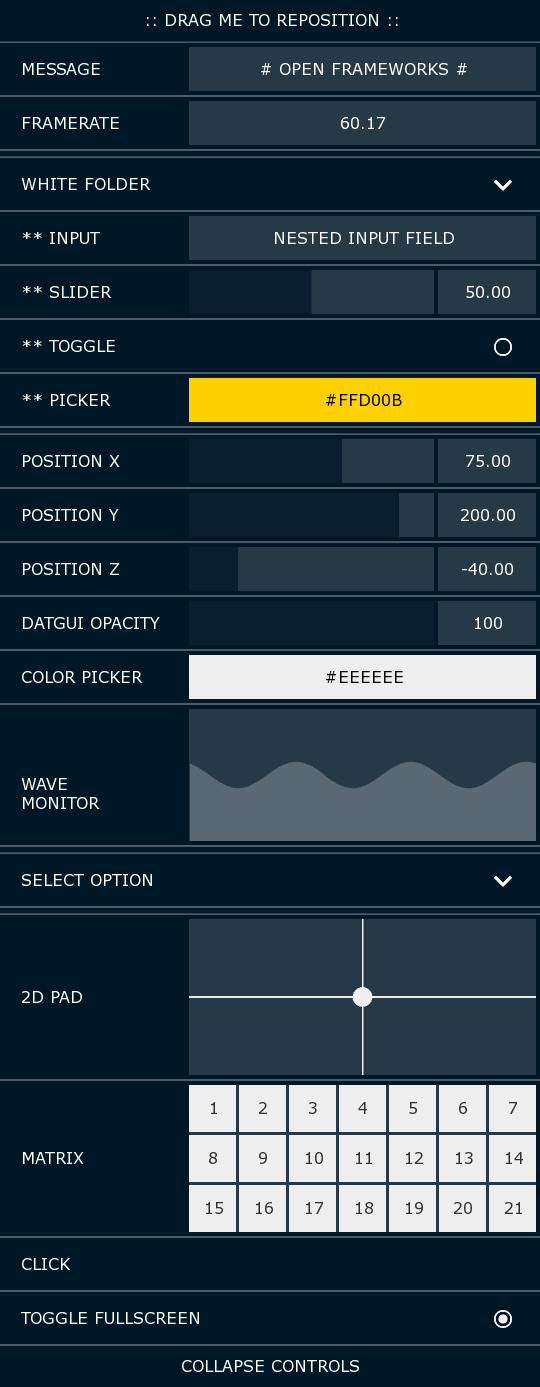 :: DRAG ME TO REPOSITION ::
MESSAGE # OPEN FRAMEWORKS #
FRAMERATE 60.17
WHITE FOLDER
** INPUT NESTED INPUT FIELD
** SLIDER 50.00
** TOGGLE
** PICKER #FFD00B
POSITION X 75.00
POSITION Y 200.00
POSITION Z -40.00
DATGUI OPACITY 100
COLOR PICKER #EEEEEE
WAVE
MONITOR
SELECT OPTION
2D PAD
1 2 3 4 5 6 7
MATRIX 8 9 10 11 12 13 14
15 16 17 18 19 20 21
CLICK
TOGGLE FULLSCREEN
COLLAPSE CONTROLS